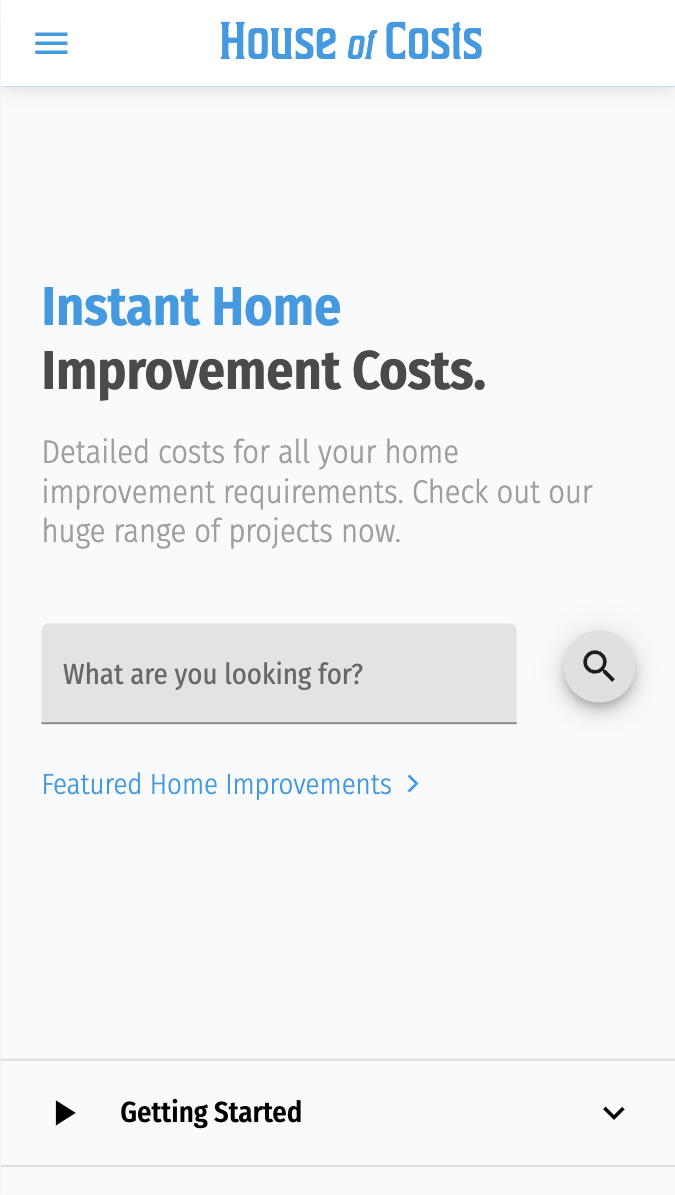 House of Costs
Instant Home
Improvement Costs.
Detailed costs for all your home
improvement requirements. Check out our
huge range of projects now.
What are you looking for?
Featured Home Improvements
Getting Started